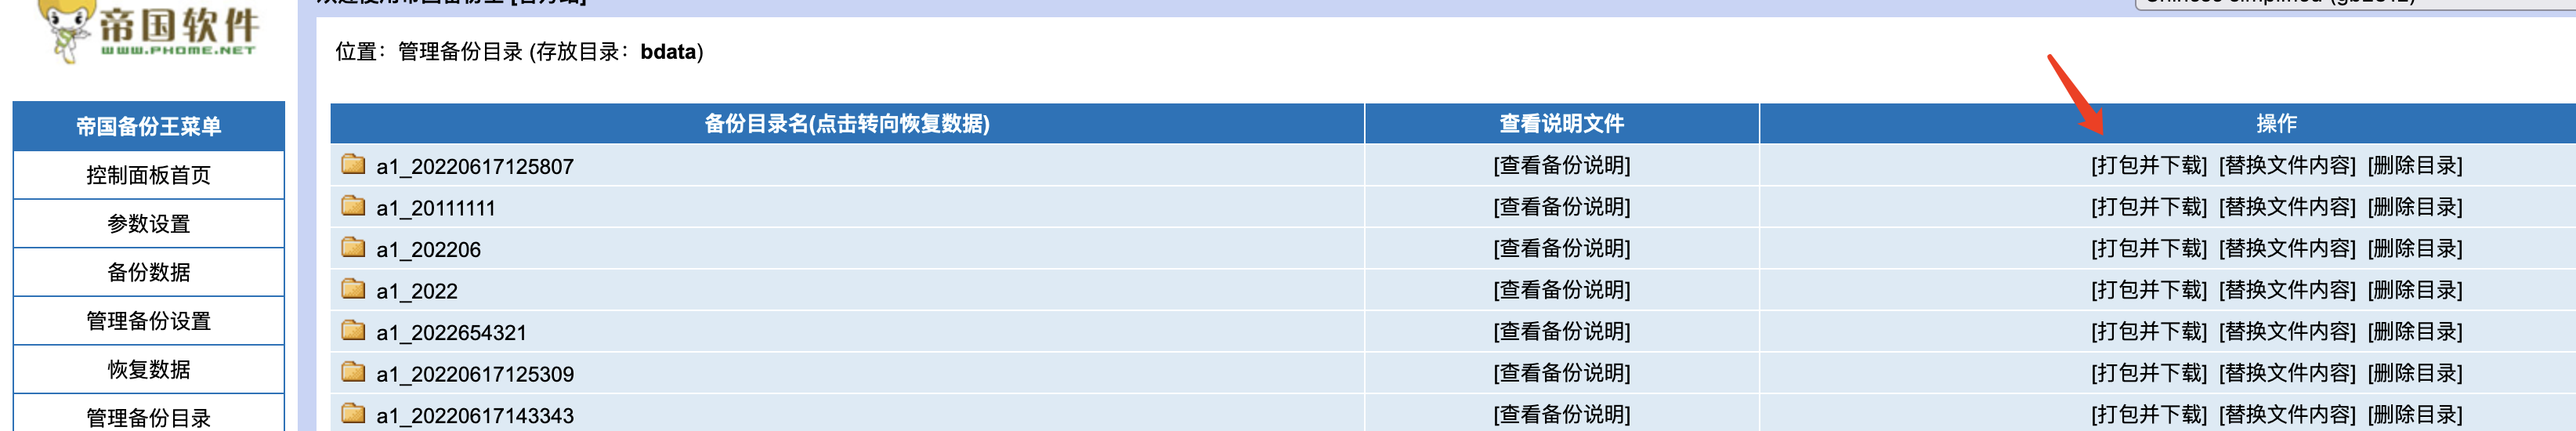 帝国软件
WWW.PHOME.NET
位置：管理备份目录 (存放目录：bdata)
帝国备份王菜单
控制面板首页
参数设置
备份数据
管理备份设置
恢复数据
管理备份目录
备份目录名(点击转向恢复数据) 查看说明文件 操作
a1_20220617125807 [查看备份说明] [打包并下载] [替换文件内容] [删除目录]
a1_20111111 [查看备份说明] [打包并下载] [替换文件内容] [删除目录]
a1_202206 [查看备份说明] [打包并下载] [替换文件内容] [删除目录]
a1_2022 [查看备份说明] [打包并下载] [替换文件内容] [删除目录]
a1_2022654321 [查看备份说明] [打包并下载] [替换文件内容] [删除目录]
a1_20220617125309 [查看备份说明] [打包并下载] [替换文件内容] [删除目录]
a1_20220617143343 [查看备份说明] [打包并下载] [替换文件内容] [删除目录]